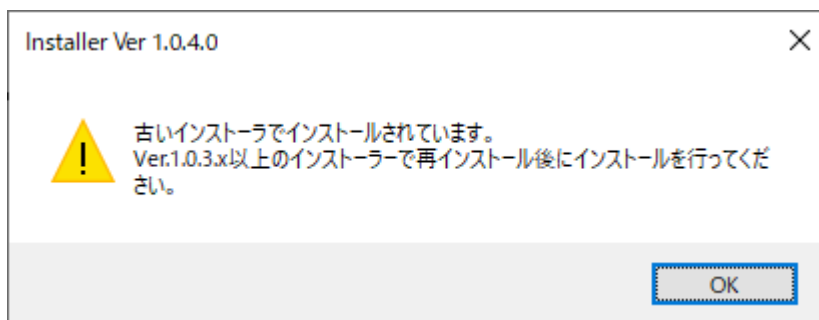 Installer Ver 1.0.4.0
古いインストーラでインストールされています。
Ver.1.0.3.x以上のインストーラーで再インストール後にインストールを行ってくだ
さい。
OK